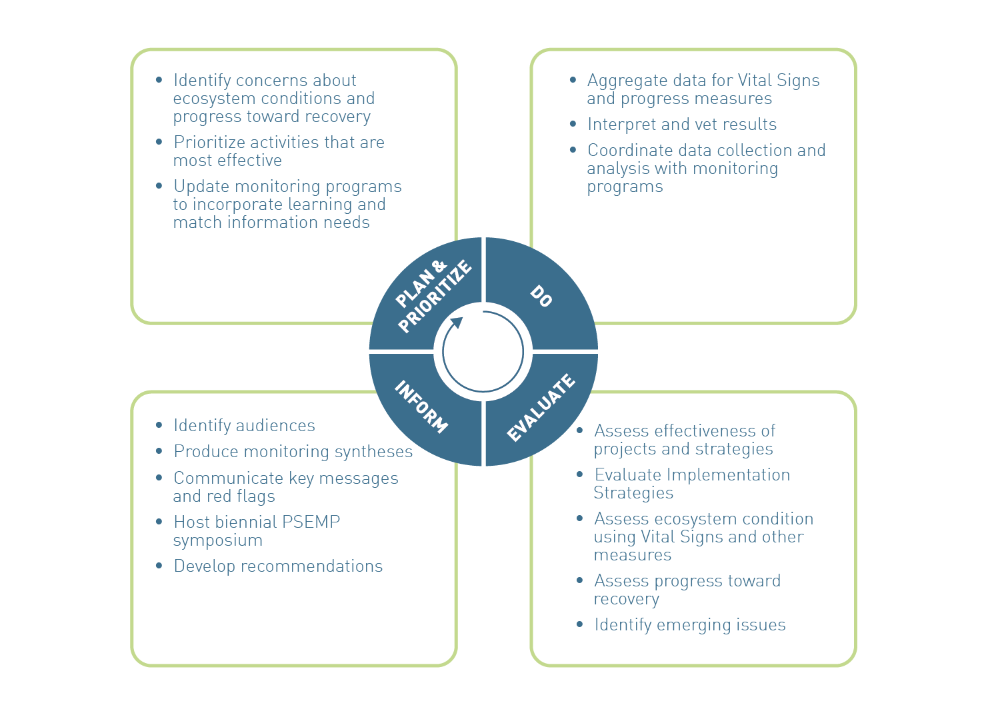 • Identify concerns about
ecosystem conditions and
progress toward recovery
• Prioritize activities that are
most effective
• Update monitoring programs
to incorporate learning and
match information needs
• Aggregate data for Vital Signs
and progress measures
• Interpret and vet results
• Coordinate data collection and
analysis with monitoring
programs
PLAN &
PRIORITIZE
DO
INFORM
EVALUATE
• Identify audiences
• Produce monitoring syntheses
• Communicate key messages
and red flags
• Host biennial PSEMP
symposium
• Develop recommendations
• Assess effectiveness of
projects and strategies
• Evaluate Implementation
Strategies
• Assess ecosystem condition
using Vital Signs and other
measures
• Assess progress toward
recovery
• Identify emerging issues